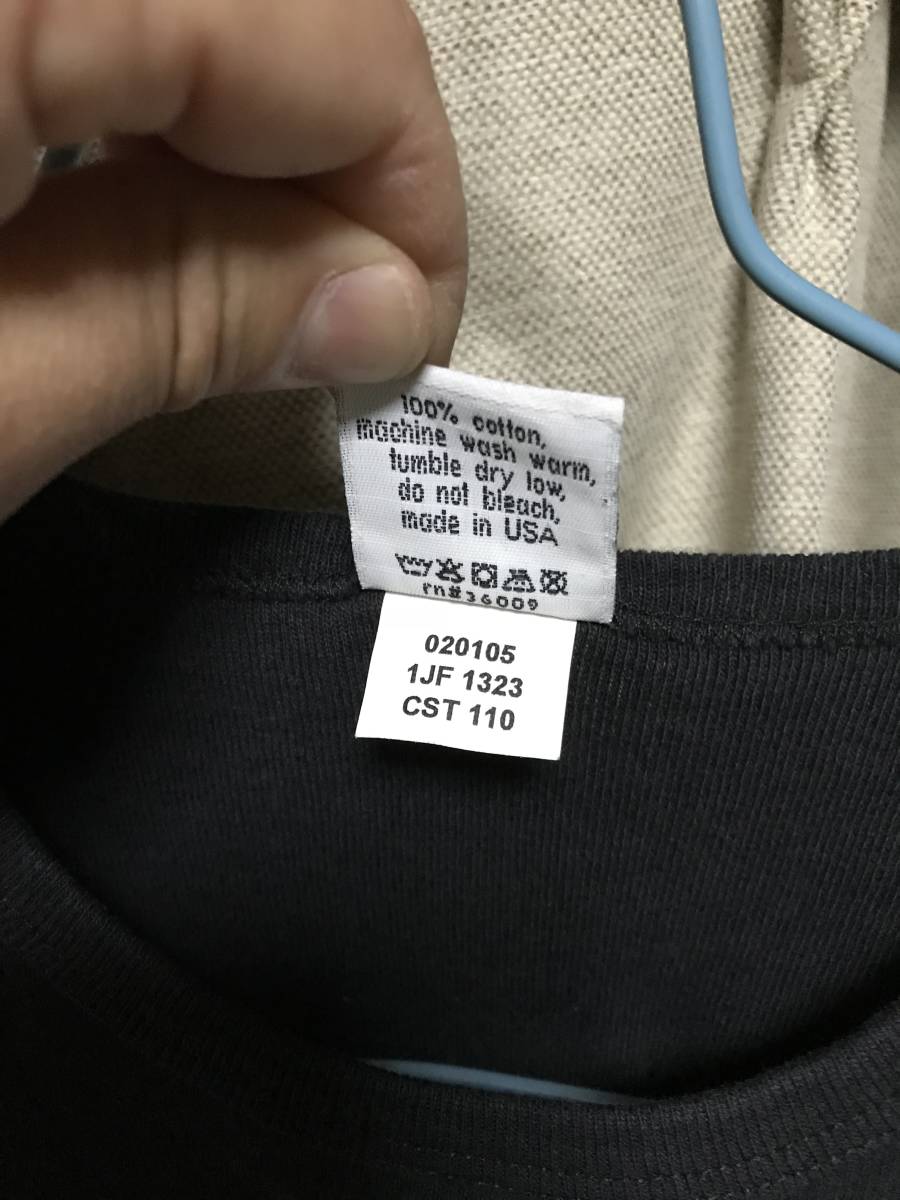 100% cotton,
machine wash warm,
tumble dry low,
do not bleach,
made in USA
rn#36009
020105
1JF 1323
CST 110